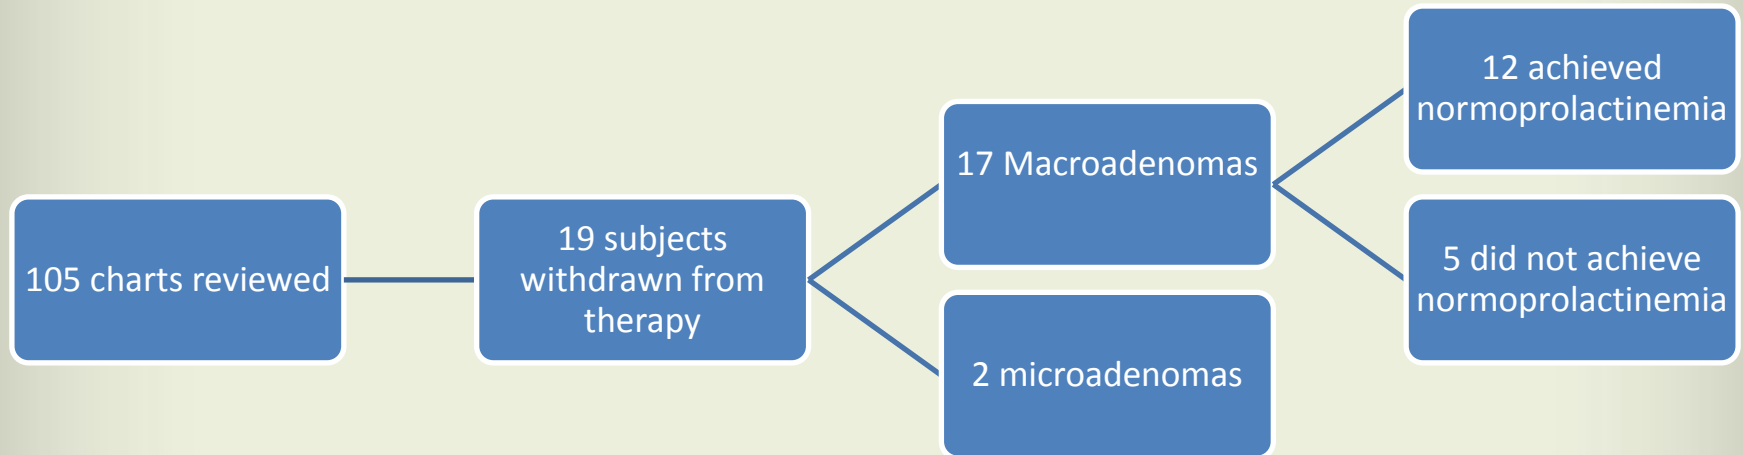 105 charts reviewed
19 subjects
withdrawn from
therapy
17 Macroadenomas
2 microadenomas
12 achieved
normoprolactinemia
5 did not achieve
normoprolactinemia